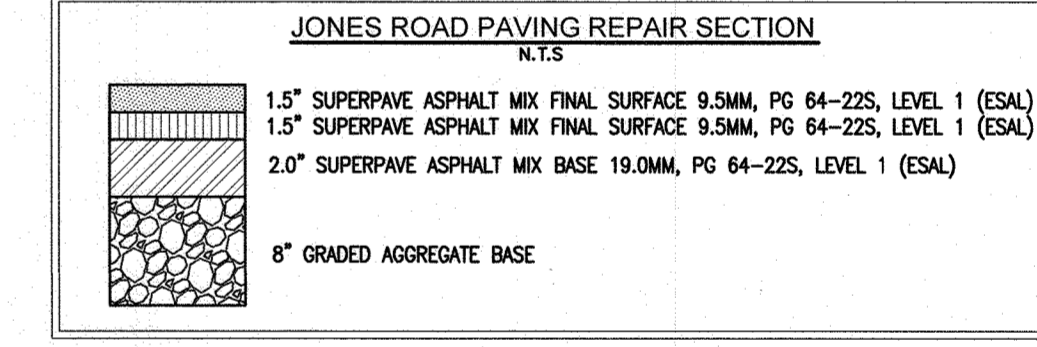 JONES ROAD PAVING REPAIR SECTION
N.T.S
1.5" SUPERPAVE ASPHALT MIX FINAL SURFACE 9.5MM, PG 64-22S, LEVEL 1 (ESAL)
1.5" SUPERPAVE ASPHALT MIX FINAL SURFACE 9.5MM, PG 64-22S, LEVEL 1 (ESAL)
2.0" SUPERPAVE ASPHALT MIX BASE 19.0MM, PG 64-22S, LEVEL 1 (ESAL)
8" GRADED AGGREGATE BASE